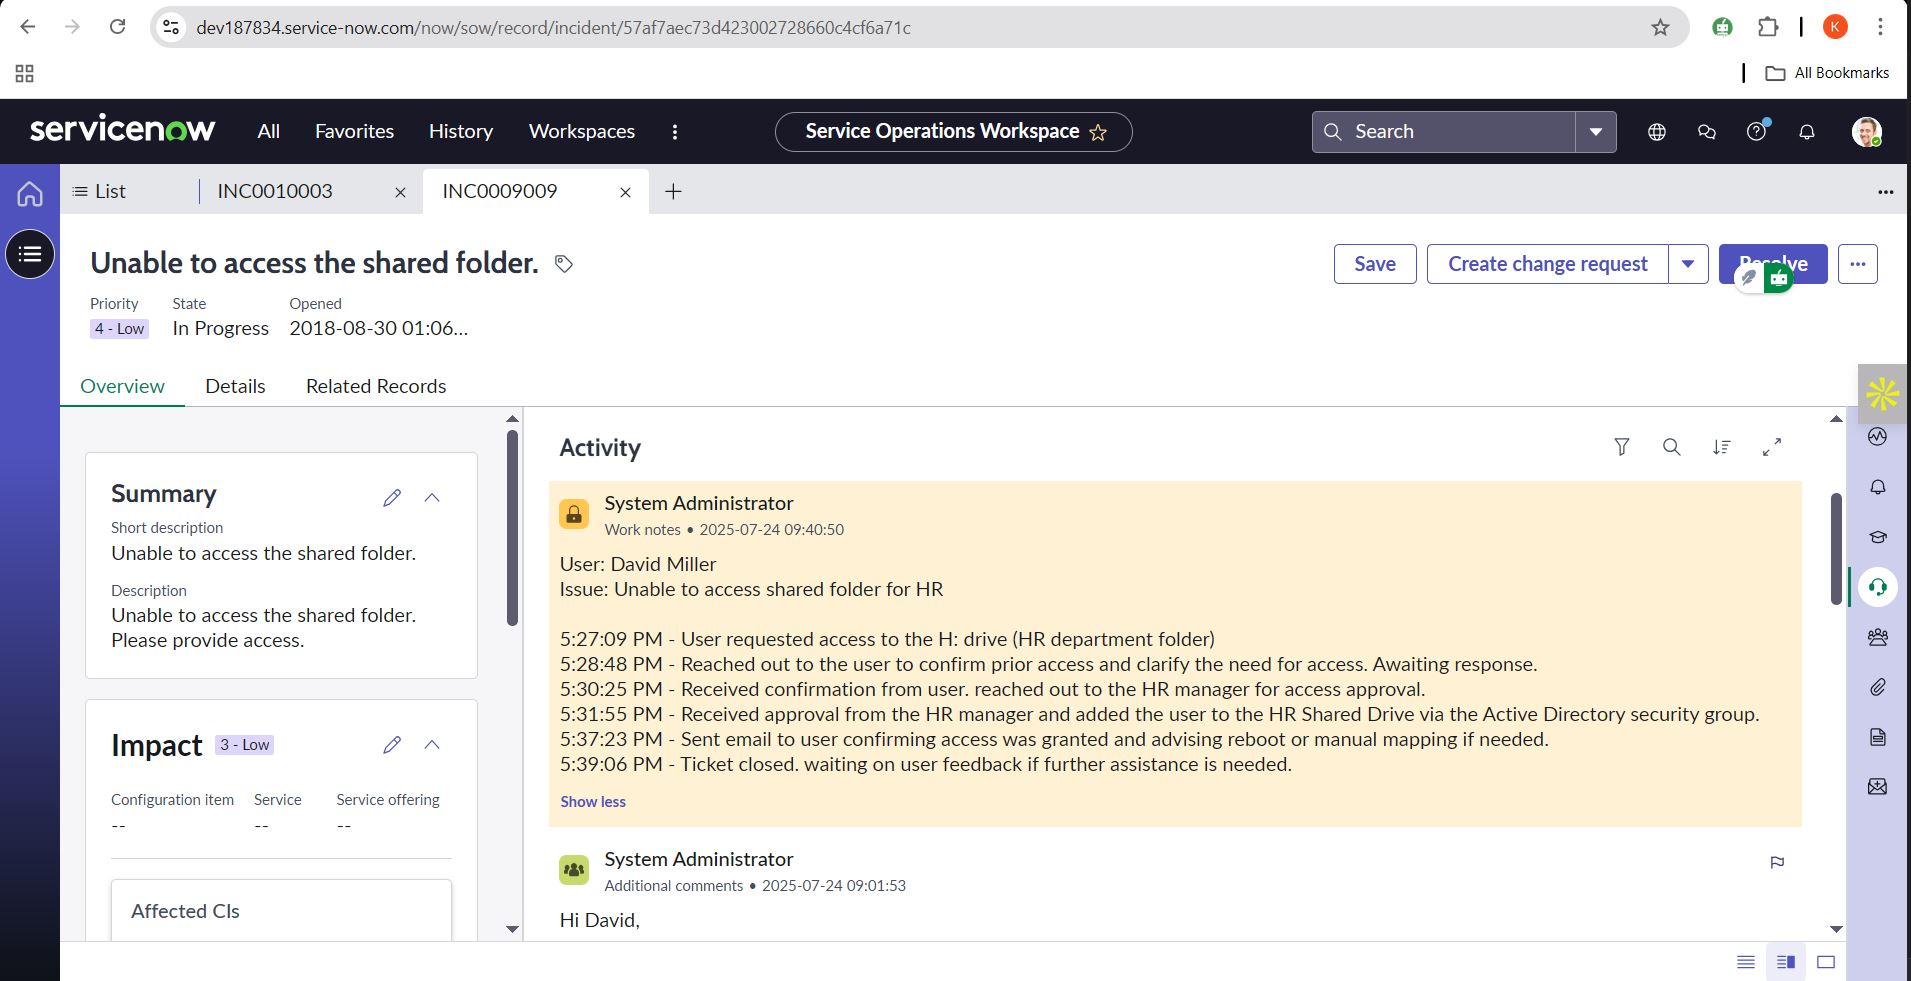 dev187834.service-now.com/now/sow/record/incident/57af7aec73d423002728660c4cf6a71c
K
All Bookmarks
servicenow
All
Favorites
History
Workspaces
Service Operations Workspace
Search
List
INC0010003
INC0009009
Unable to access the shared folder.
Save
Create change request
Priority
State
Opened
4 - Low
In Progress
2018-08-30 01:06...
Overview
Details
Related Records
Summary
Short description
Unable to access the shared folder.
Description
Unable to access the shared folder.
Please provide access.
Impact
3 - Low
Configuration item
Service
Service offering
--
--
--
Affected CIs
Activity
System Administrator
Work notes • 2025-07-24 09:40:50
User: David Miller
Issue: Unable to access shared folder for HR
5:27:09 PM - User requested access to the H: drive (HR department folder)
5:28:48 PM - Reached out to the user to confirm prior access and clarify the need for access. Awaiting response.
5:30:25 PM - Received confirmation from user. reached out to the HR manager for access approval.
5:31:55 PM - Received approval from the HR manager and added the user to the HR Shared Drive via the Active Directory security group.
5:37:23 PM - Sent email to user confirming access was granted and advising reboot or manual mapping if needed.
5:39:06 PM - Ticket closed. waiting on user feedback if further assistance is needed.
Show less
System Administrator
Additional comments • 2025-07-24 09:01:53
Hi David,